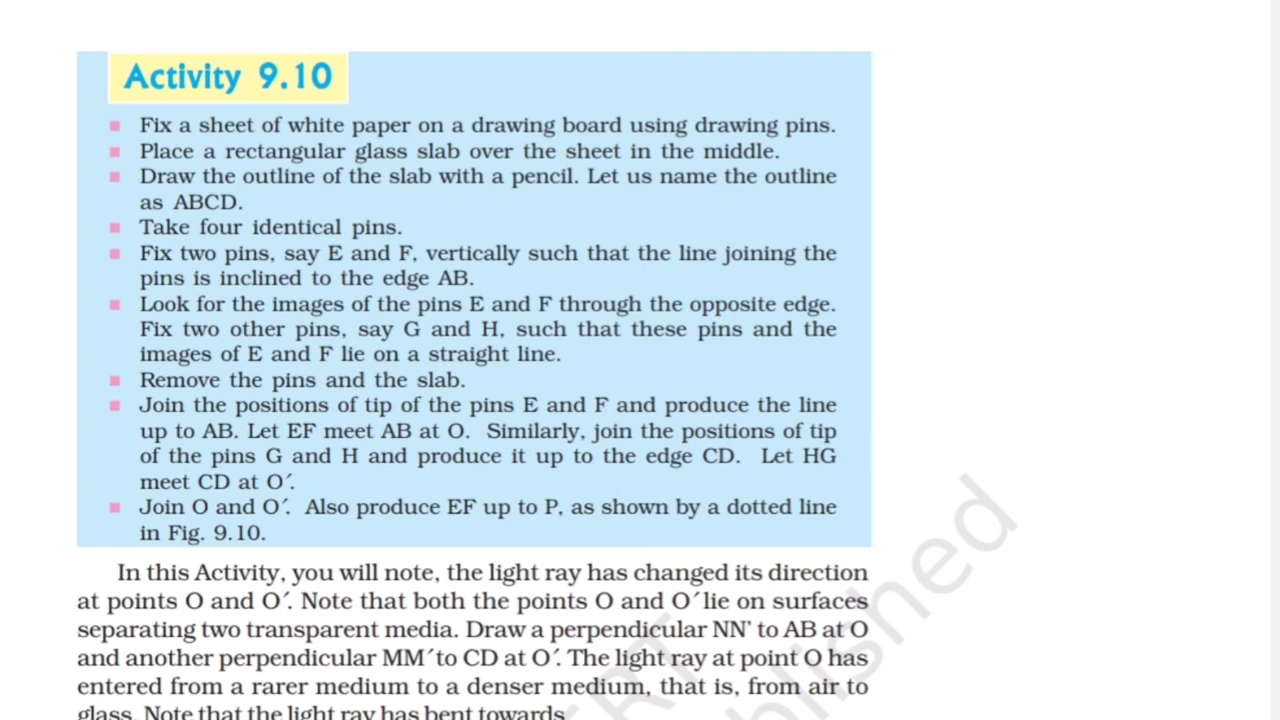 Activity 9.10
Fix a sheet of white paper on a drawing board using drawing pins.
Place a rectangular glass slab over the sheet in the middle.
Draw the outline of the slab with a pencil. Let us name the outline
as ABCD.
Take four identical pins.
Fix two pins, say E and F, vertically such that the line joining the
pins is inclined to the edge AB.
Look for the images of the pins E and F through the opposite edge.
Fix two other pins, say G and H, such that these pins and the
images of E and F lie on a straight line.
Remove the pins and the slab.
Join the positions of tip of the pins E and F and produce the line
up to AB. Let EF meet AB at O. Similarly, join the positions of tip
of the pins G and H and produce it up to the edge CD. Let HG
meet CD at O′.
Join O and O′. Also produce EF up to P, as shown by a dotted line
in Fig. 9.10.
In this Activity, you will note, the light ray has changed its direction
at points O and O′. Note that both the points O and O′ lie on surfaces
separating two transparent media. Draw a perpendicular NN’ to AB at O
and another perpendicular MM′ to CD at O′. The light ray at point O has
entered from a rarer medium to a denser medium, that is, from air to
glass. Note that the light ray has bent towards